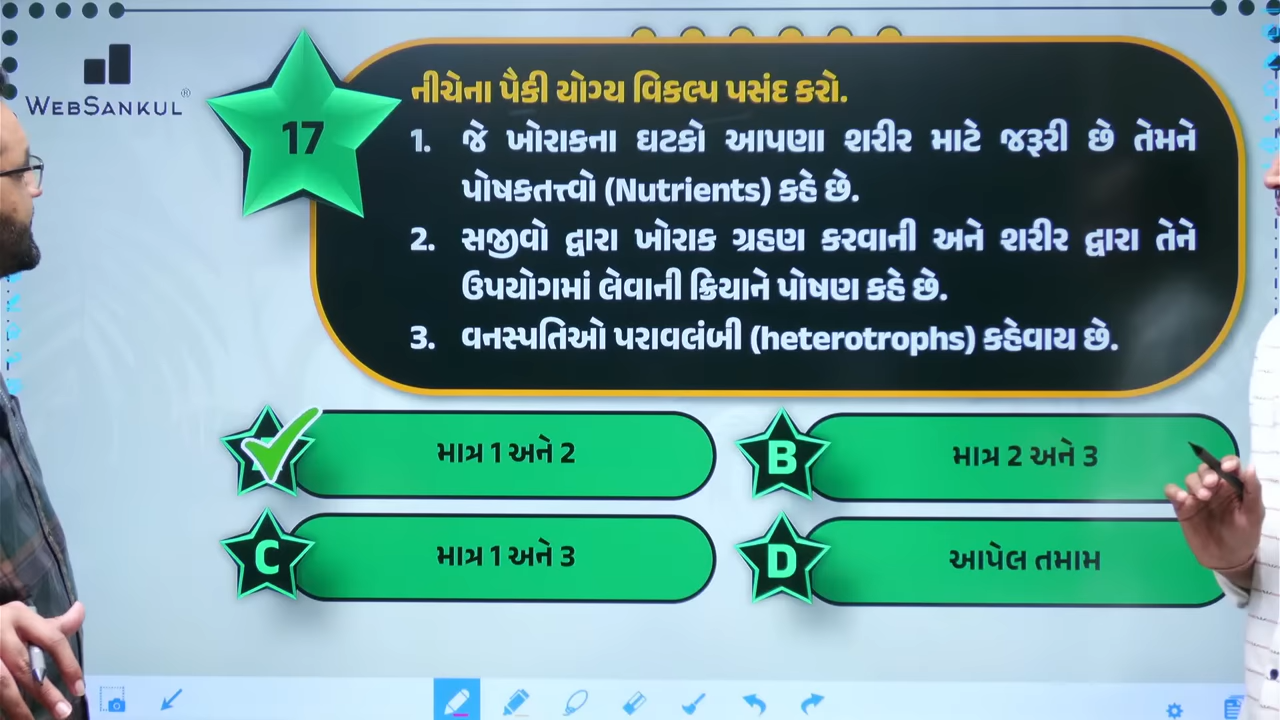 WEBSANKUL®
17
નીચેના પૈકી યોગ્ય વિકલ્પ પસંદ કરો.
1. જે ખોરાકના ઘટકો આપણા શરીર માટે જરૂરી છે તેમને
પોષકતત્ત્વો (Nutrients) કહે છે.
2. સજીવો દ્વારા ખોરાક ગ્રહણ કરવાની અને શરીર દ્વારા તેને
ઉપયોગમાં લેવાની ક્રિયાને પોષણ કહે છે.
3. વનસ્પતિઓ પરાવલંબી (heterotrophs) કહેવાય છે.
માત્ર 1 અને 2
B માત્ર 2 અને 3
C માત્ર 1 અને 3
D આપેલ તમામ